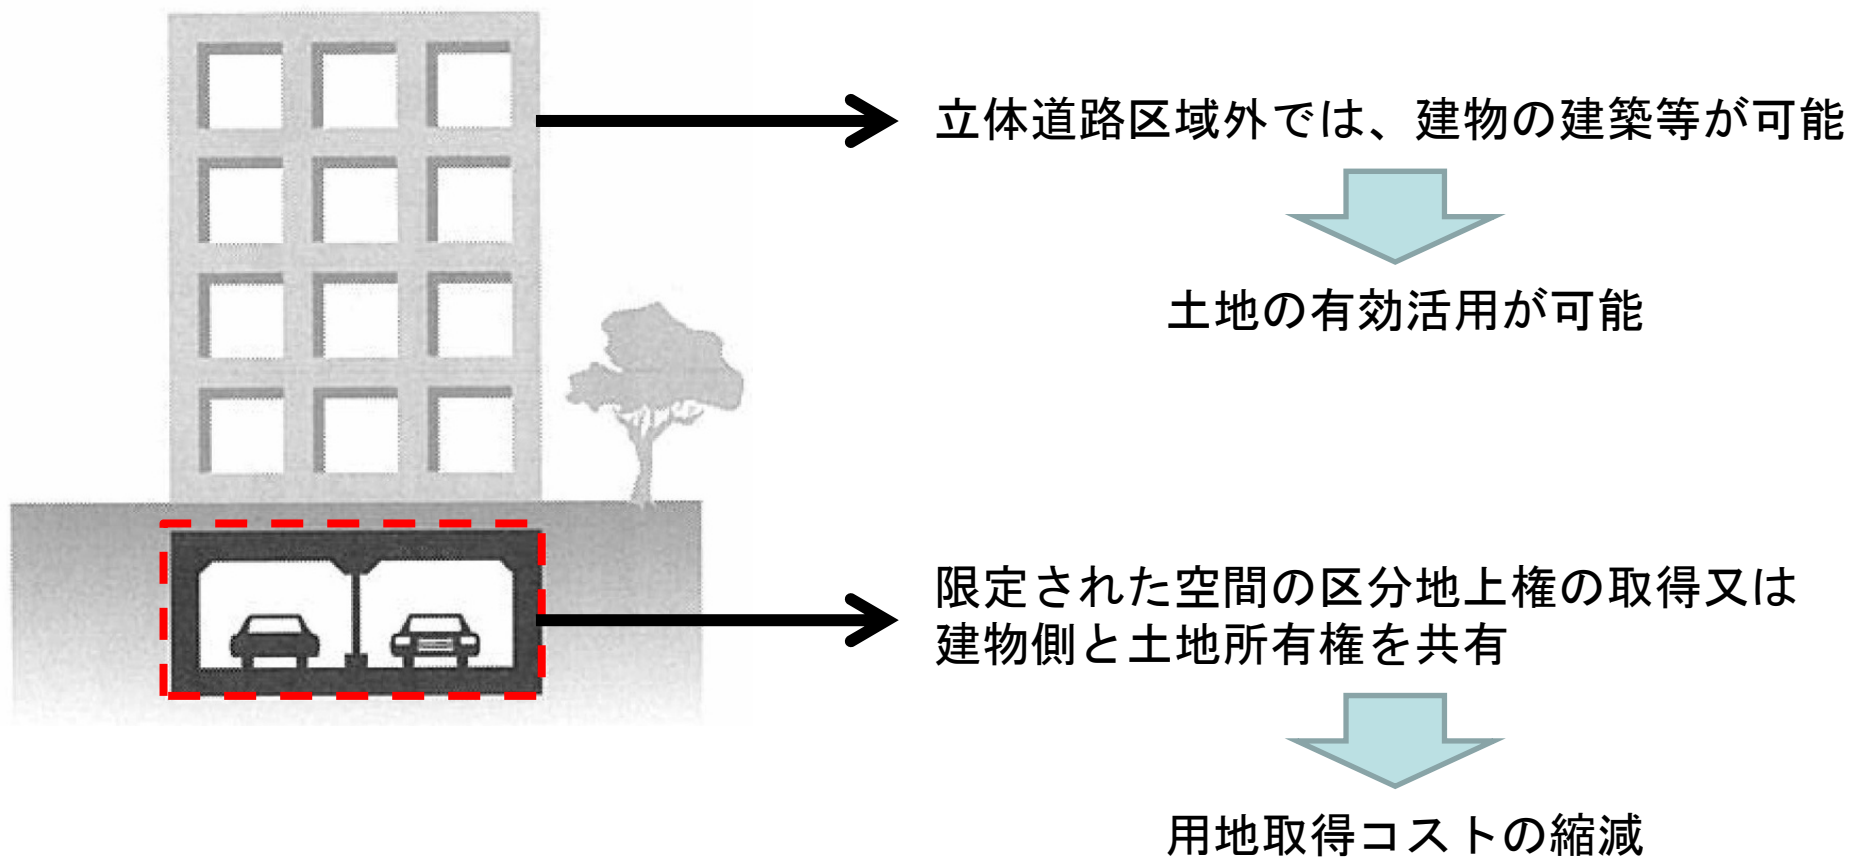 立体道路区域外では、建物の建築等が可能
土地の有効活用が可能
限定された空間の区分地上権の取得又は
建物側と土地所有権を共有
用地取得コストの縮減